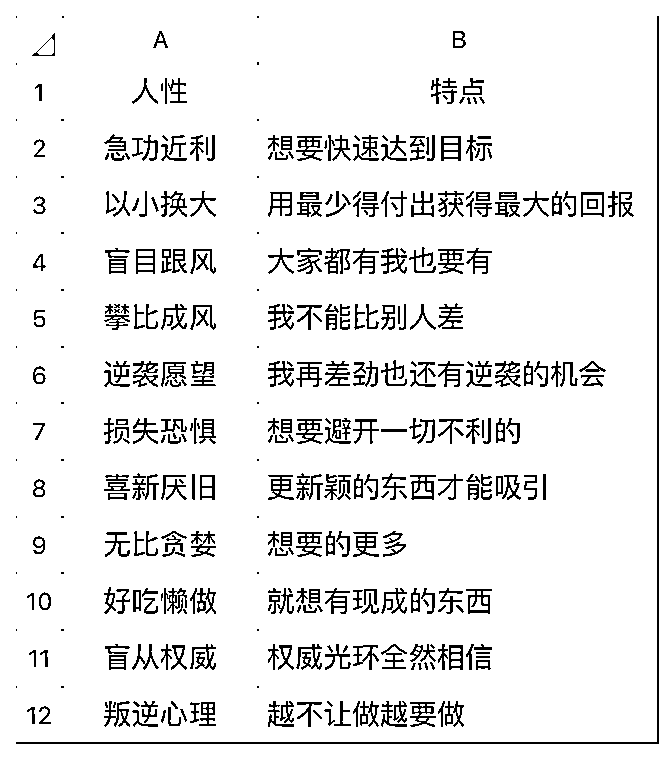 A B
1 人性 特点
2 急功近利 想要快速达到目标
3 以小换大 用最少得付出获得最大的回报
4 盲目跟风 大家都有我也要有
5 攀比成风 我不能比别人差
6 逆袭愿望 我再差劲也还有逆袭的机会
7 损失恐惧 想要避开一切不利的
8 喜新厌旧 更新颖的东西才能吸引
9 无比贪婪 想要的更多
10 好吃懒做 就想有现成的东西
11 盲从权威 权威光环全然相信
12 叛逆心理 越不让做越要做